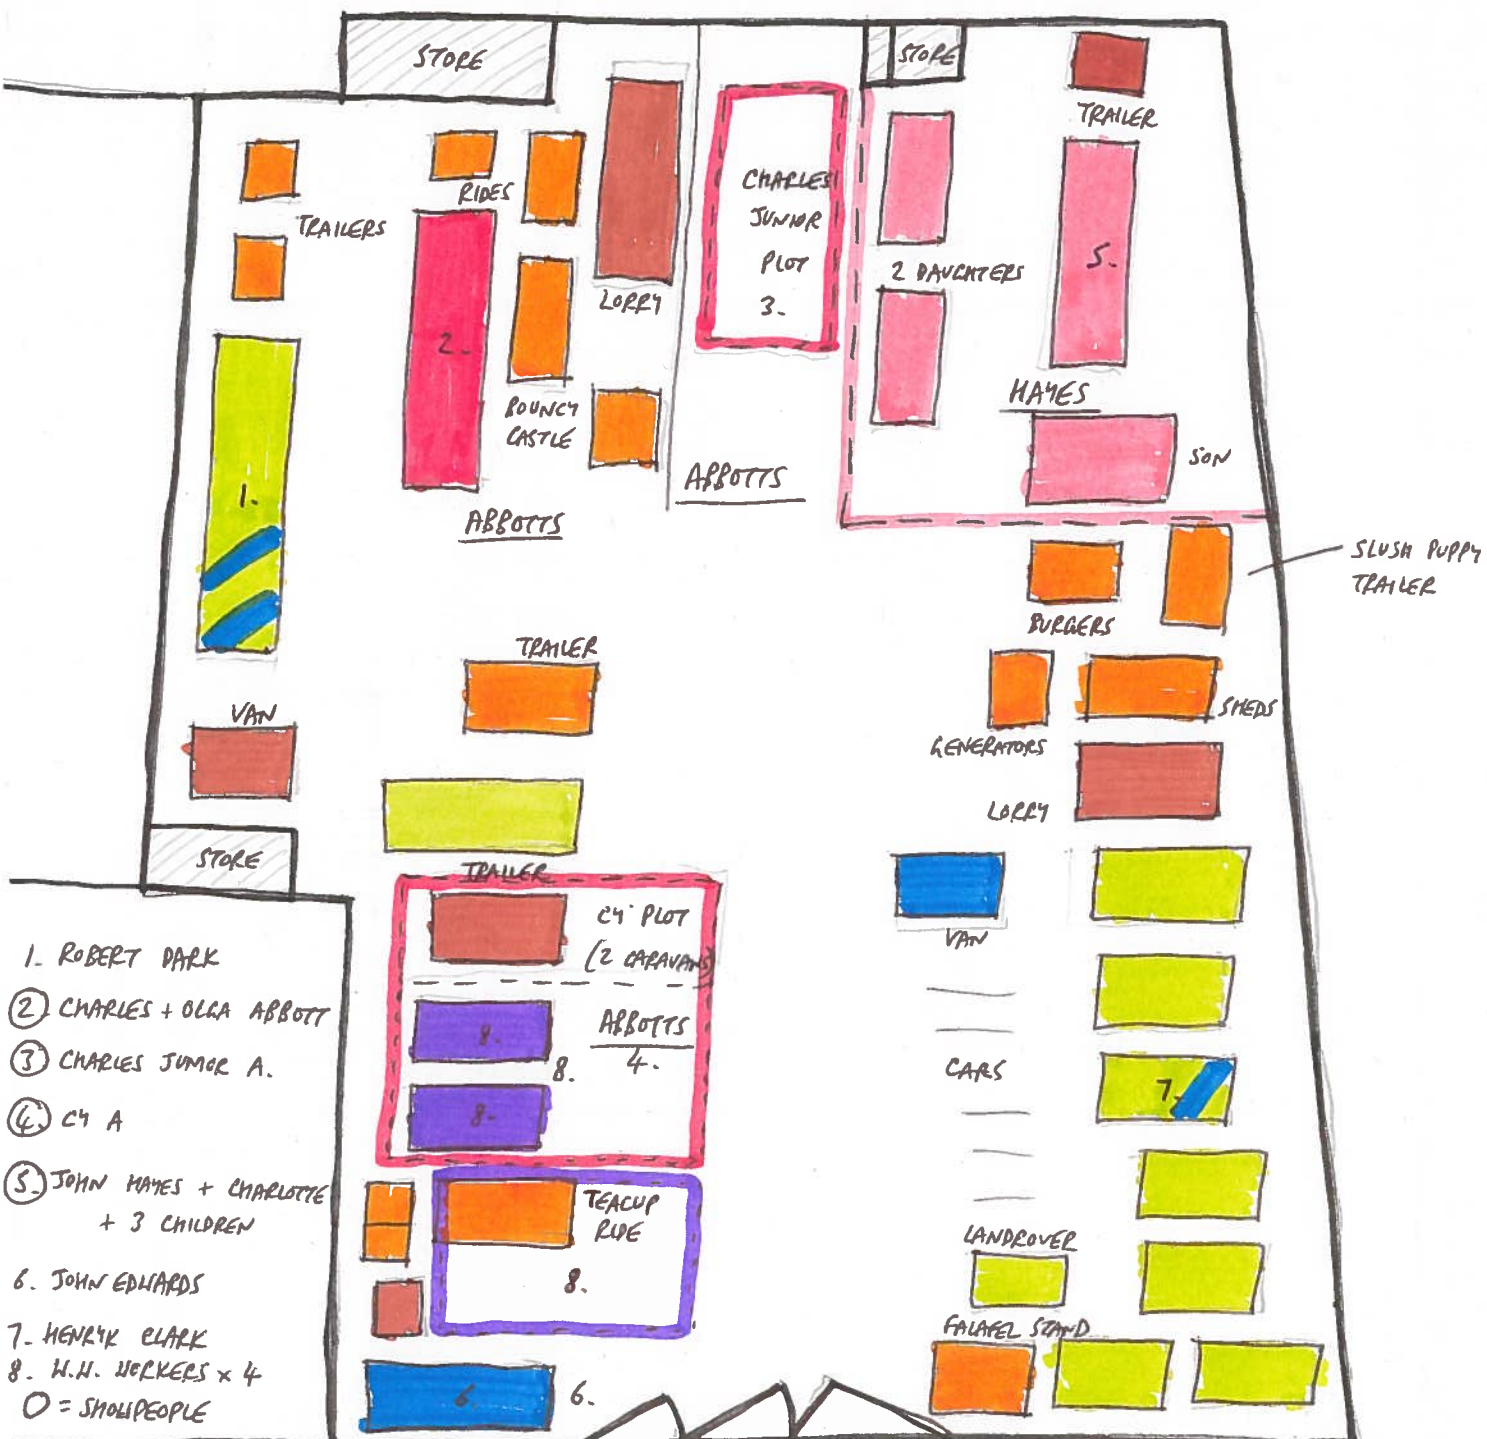 STORE
STORE
TRAILER
RIDES
TRAILERS
CHARLES
JUNIOR
PLOT
3.
2 DAUGHTERS
5.
LORRY
2.
HAYES
BOUNCY
CASTLE
SON
ABBOTTS
1.
ABBOTTS
SLUSH PUPPY
TRAILER
BURGERS
TRAILER
VAN
SHEDS
GENERATORS
LORRY
STORE
TRAILER
CY PLOT
(2 CARAVANS)
VAN
ABBOTTS
4.
8.
8.
8.
CARS
7.
TEACUP
RIDE
8.
LANDROVER
FALAFEL STAND
6.
6.
1. ROBERT DARK
2 CHARLES + OLGA ABBOTT
3 CHARLES JUNIOR A.
4. CY A
5. JOHN HAYES + CHARLOTTE
+ 3 CHILDREN
6. JOHN EDWARDS
7. HENRYK CLARK
8. W.W. WORKERS x 4
O = SHOWPEOPLE